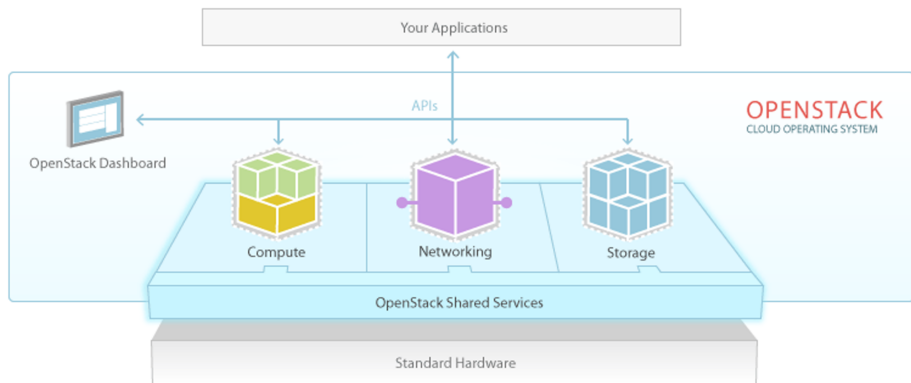 Your Applications
APIs
OPENSTACK
CLOUD OPERATING SYSTEM
OpenStack Dashboard
Compute
Networking
Storage
OpenStack Shared Services
Standard Hardware